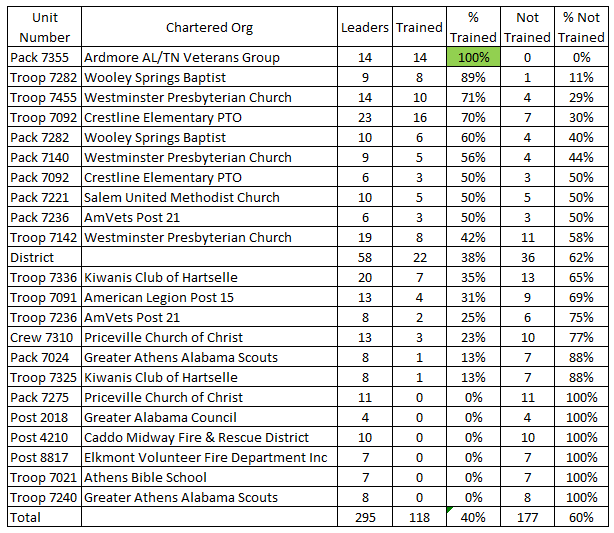 Unit Number Chartered Org Leaders Trained % Trained Not Trained % Not Trained
Pack 7355 Ardmore AL/TN Veterans Group 14 14 100% 0 0%
Troop 7282 Wooley Springs Baptist 9 8 89% 1 11%
Troop 7455 Westminster Presbyterian Church 14 10 71% 4 29%
Troop 7092 Crestline Elementary PTO 23 16 70% 7 30%
Pack 7282 Wooley Springs Baptist 10 6 60% 4 40%
Pack 7140 Westminster Presbyterian Church 9 5 56% 4 44%
Pack 7092 Crestline Elementary PTO 6 3 50% 3 50%
Pack 7221 Salem United Methodist Church 10 5 50% 5 50%
Pack 7236 AmVets Post 21 6 3 50% 3 50%
Troop 7142 Westminster Presbyterian Church 19 8 42% 11 58%
District 58 22 38% 36 62%
Troop 7336 Kiwanis Club of Hartselle 20 7 35% 13 65%
Troop 7091 American Legion Post 15 13 4 31% 9 69%
Troop 7236 AmVets Post 21 8 2 25% 6 75%
Crew 7310 Priceville Church of Christ 13 3 23% 10 77%
Pack 7024 Greater Athens Alabama Scouts 8 1 13% 7 88%
Troop 7325 Kiwanis Club of Hartselle 8 1 13% 7 88%
Pack 7275 Priceville Church of Christ 11 0 0% 11 100%
Post 2018 Greater Alabama Council 4 0 0% 4 100%
Post 4210 Caddo Midway Fire & Rescue District 10 0 0% 10 100%
Post 8817 Elkmont Volunteer Fire Department Inc 7 0 0% 7 100%
Troop 7021 Athens Bible School 7 0 0% 7 100%
Troop 7240 Greater Athens Alabama Scouts 8 0 0% 8 100%
Total 295 118 40% 177 60%